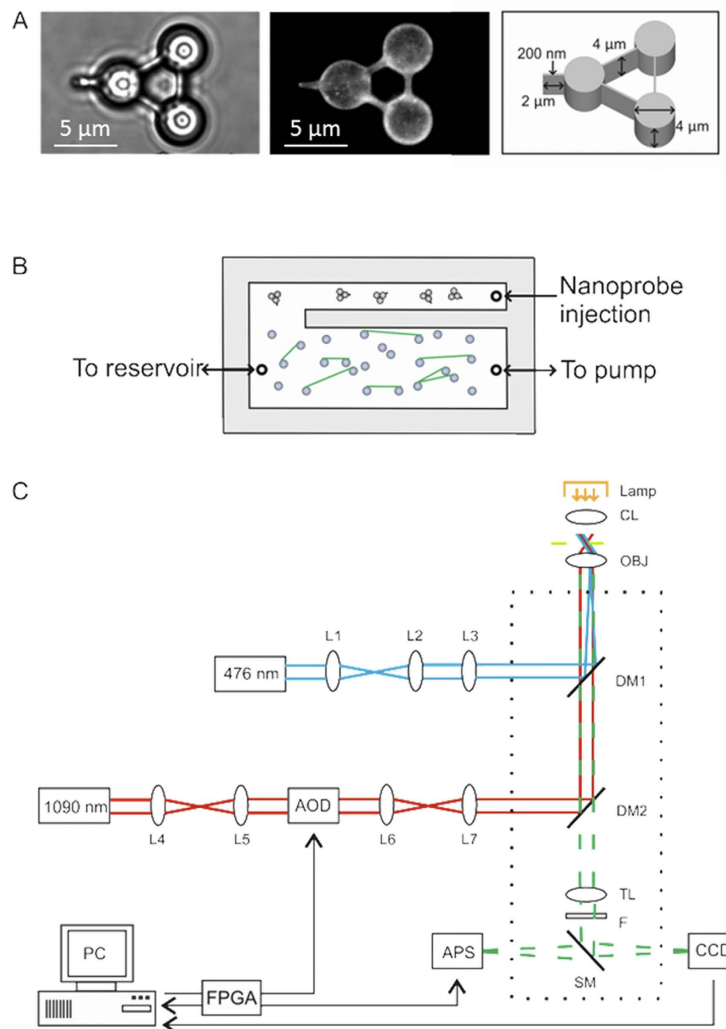 A
5 μm
5 μm
200 nm
2 μm
4 μm
4 μm
B
Nanoprobe
injection
To reservoir
To pump
C
Lamp
CL
OBJ
L1
L2
L3
476 nm
DM1
1090 nm
AOD
DM2
L4
L5
L6
L7
TL
F
PC
APS
CCD
FPGA
SM